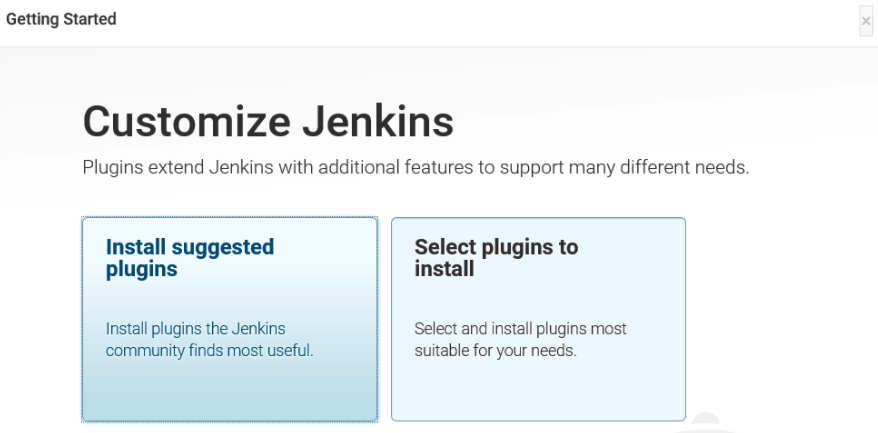 Getting Started
×
Customize Jenkins
Plugins extend Jenkins with additional features to support many different needs.
Install suggested
plugins
Install plugins the Jenkins
community finds most useful.
Select plugins to
install
Select and install plugins most
suitable for your needs.